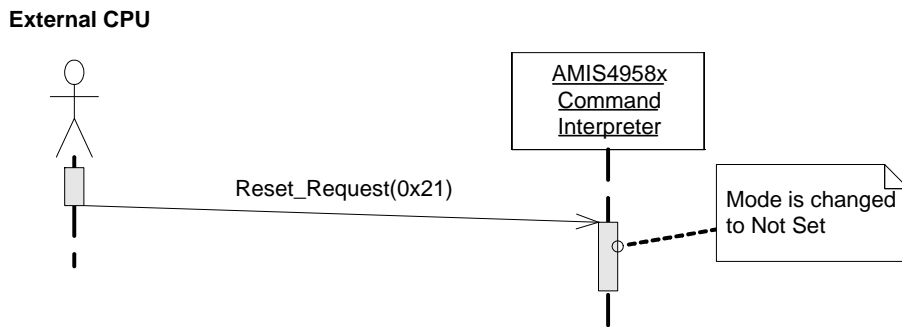 External CPU
AMIS4958x
Command
Interpreter
Reset_Request(0x21)
Mode is changed
to Not Set